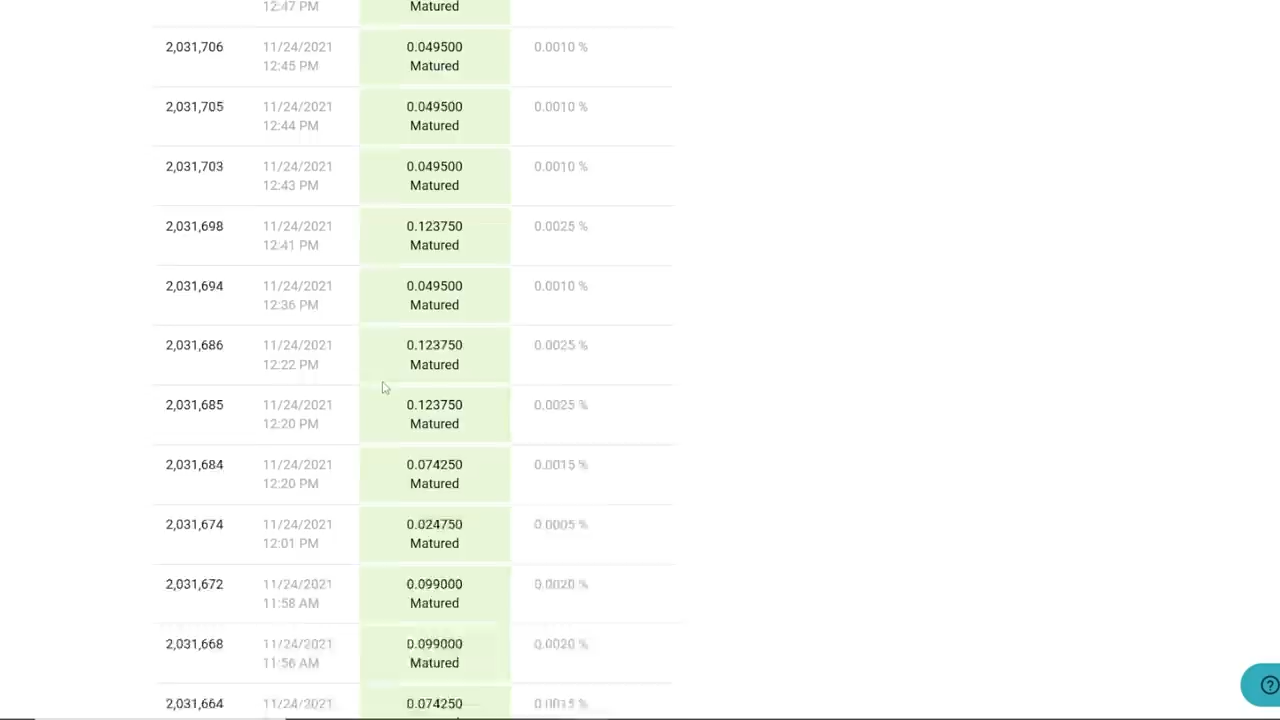 12:47 PM Matured
2,031,706 11/24/2021 0.049500 0.0010 %
12:45 PM Matured
2,031,705 11/24/2021 0.049500 0.0010 %
12:44 PM Matured
2,031,703 11/24/2021 0.049500 0.0010 %
12:43 PM Matured
2,031,698 11/24/2021 0.123750 0.0025 %
12:41 PM Matured
2,031,694 11/24/2021 0.049500 0.0010 %
12:36 PM Matured
2,031,686 11/24/2021 0.123750 0.0025 %
12:22 PM Matured
2,031,685 11/24/2021 0.123750 0.0025 %
12:20 PM Matured
2,031,684 11/24/2021 0.074250 0.0015 %
12:20 PM Matured
2,031,674 11/24/2021 0.024750 0.0005 %
12:01 PM Matured
2,031,672 11/24/2021 0.099000 0.0020 %
11:58 AM Matured
2,031,668 11/24/2021 0.099000 0.0020 %
11:56 AM Matured
2,031,664 11/24/2021 0.074250 0.0015 %